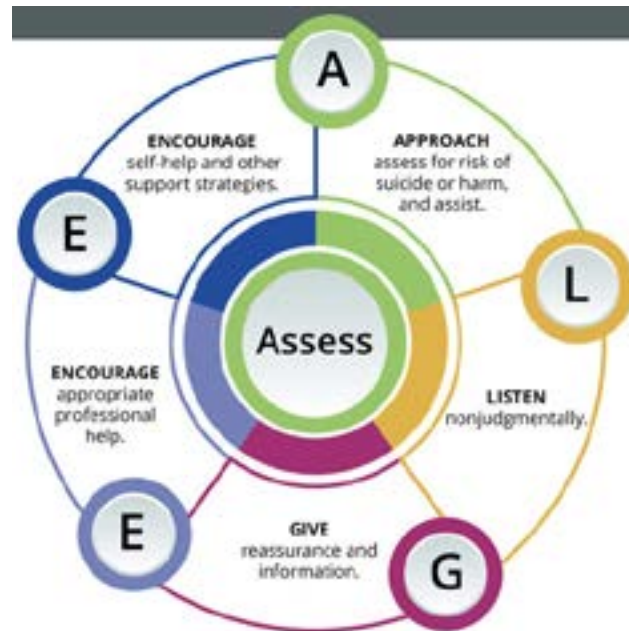 A
APPROACH
assess for risk of
suicide or harm,
and assist.
L
LISTEN
nonjudgmentally.
G
GIVE
reassurance and
information.
E
ENCOURAGE
appropriate
professional
help.
E
ENCOURAGE
self-help and other
support strategies.
Assess